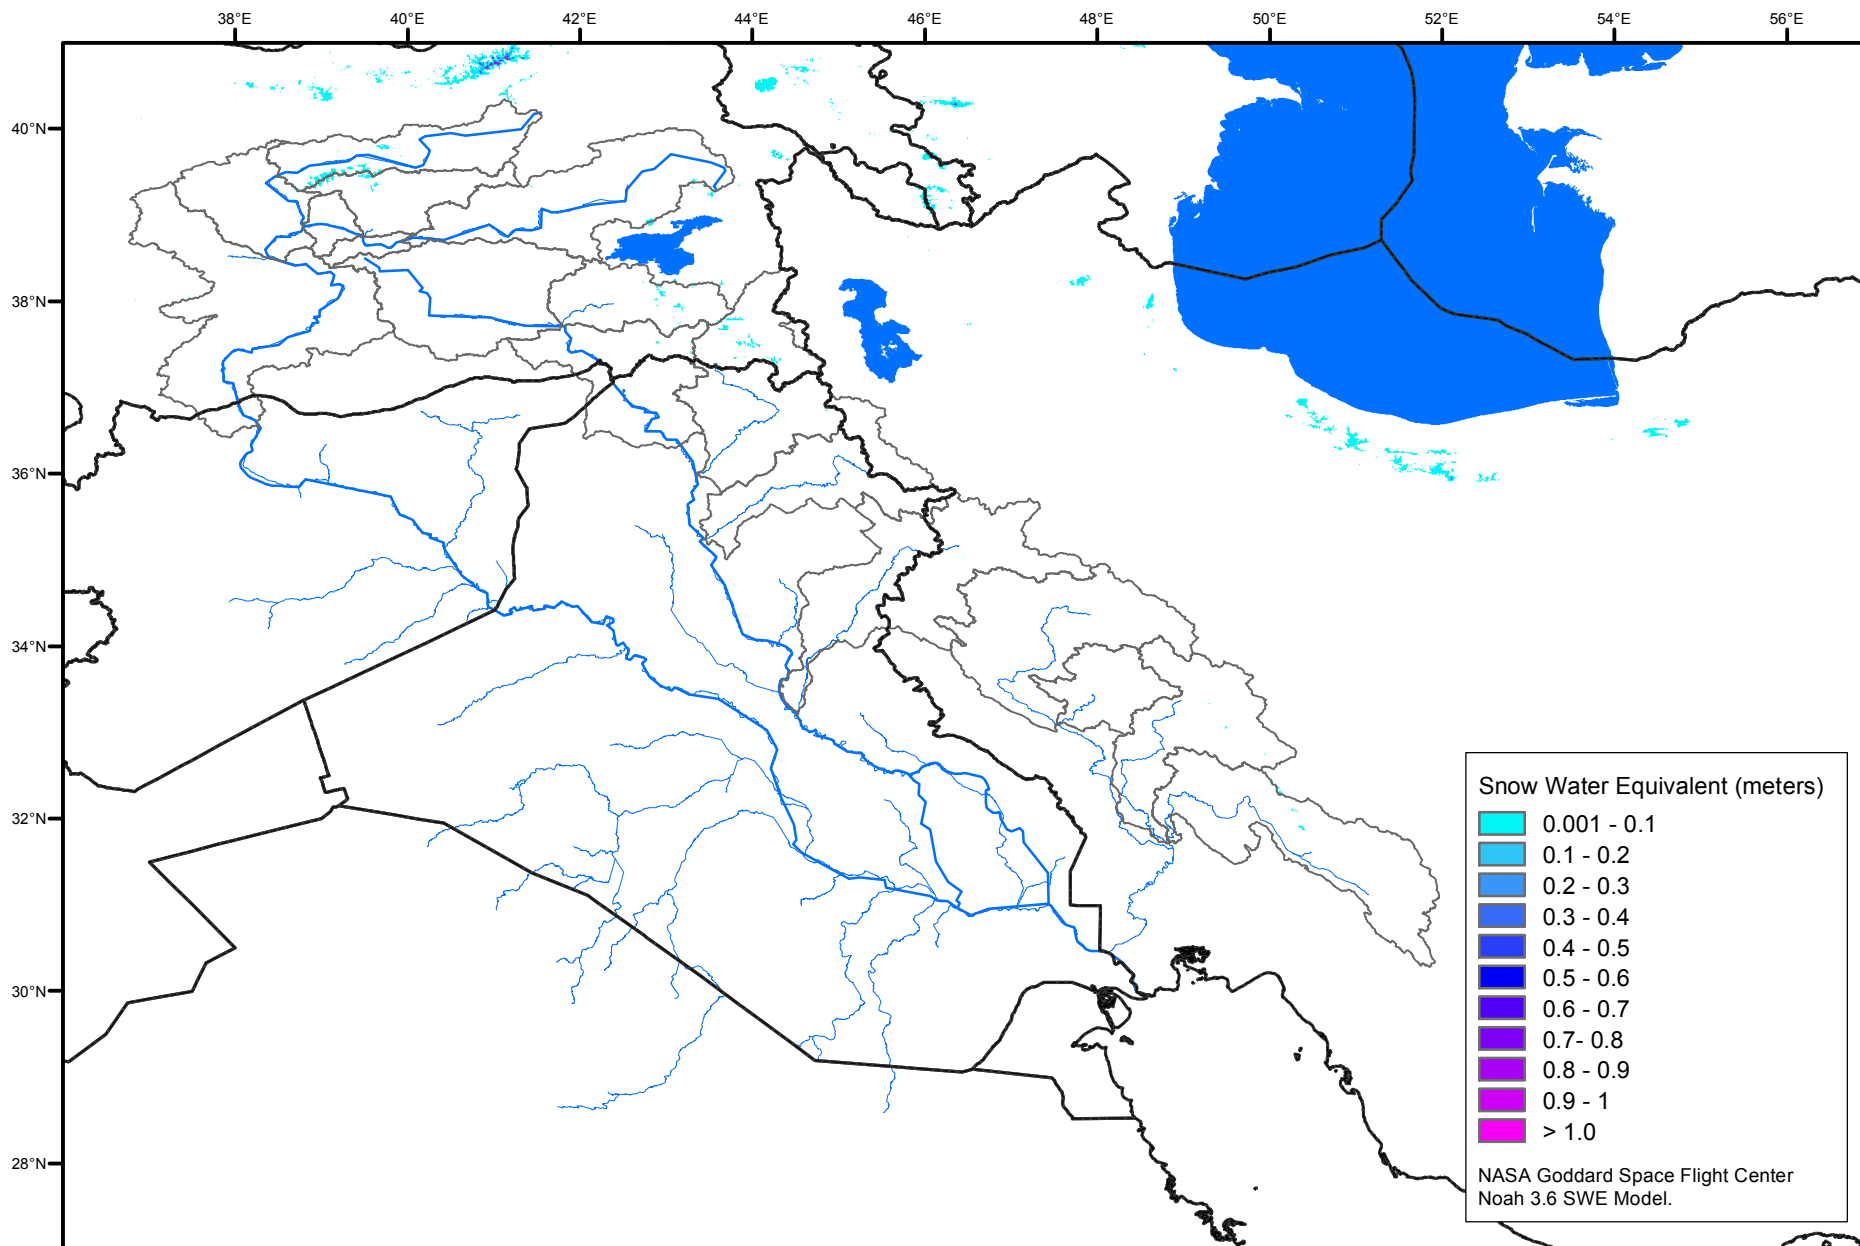 38°E 40°E 42°E 44°E 46°E 48°E 50°E 52°E 54°E 56°E
40°N
38°N
36°N
34°N
32°N
30°N
28°N
Snow Water Equivalent (meters)
0.001 - 0.1
0.1 - 0.2
0.2 - 0.3
0.3 - 0.4
0.4 - 0.5
0.5 - 0.6
0.6 - 0.7
0.7- 0.8
0.8 - 0.9
0.9 - 1
> 1.0
NASA Goddard Space Flight Center
Noah 3.6 SWE Model.